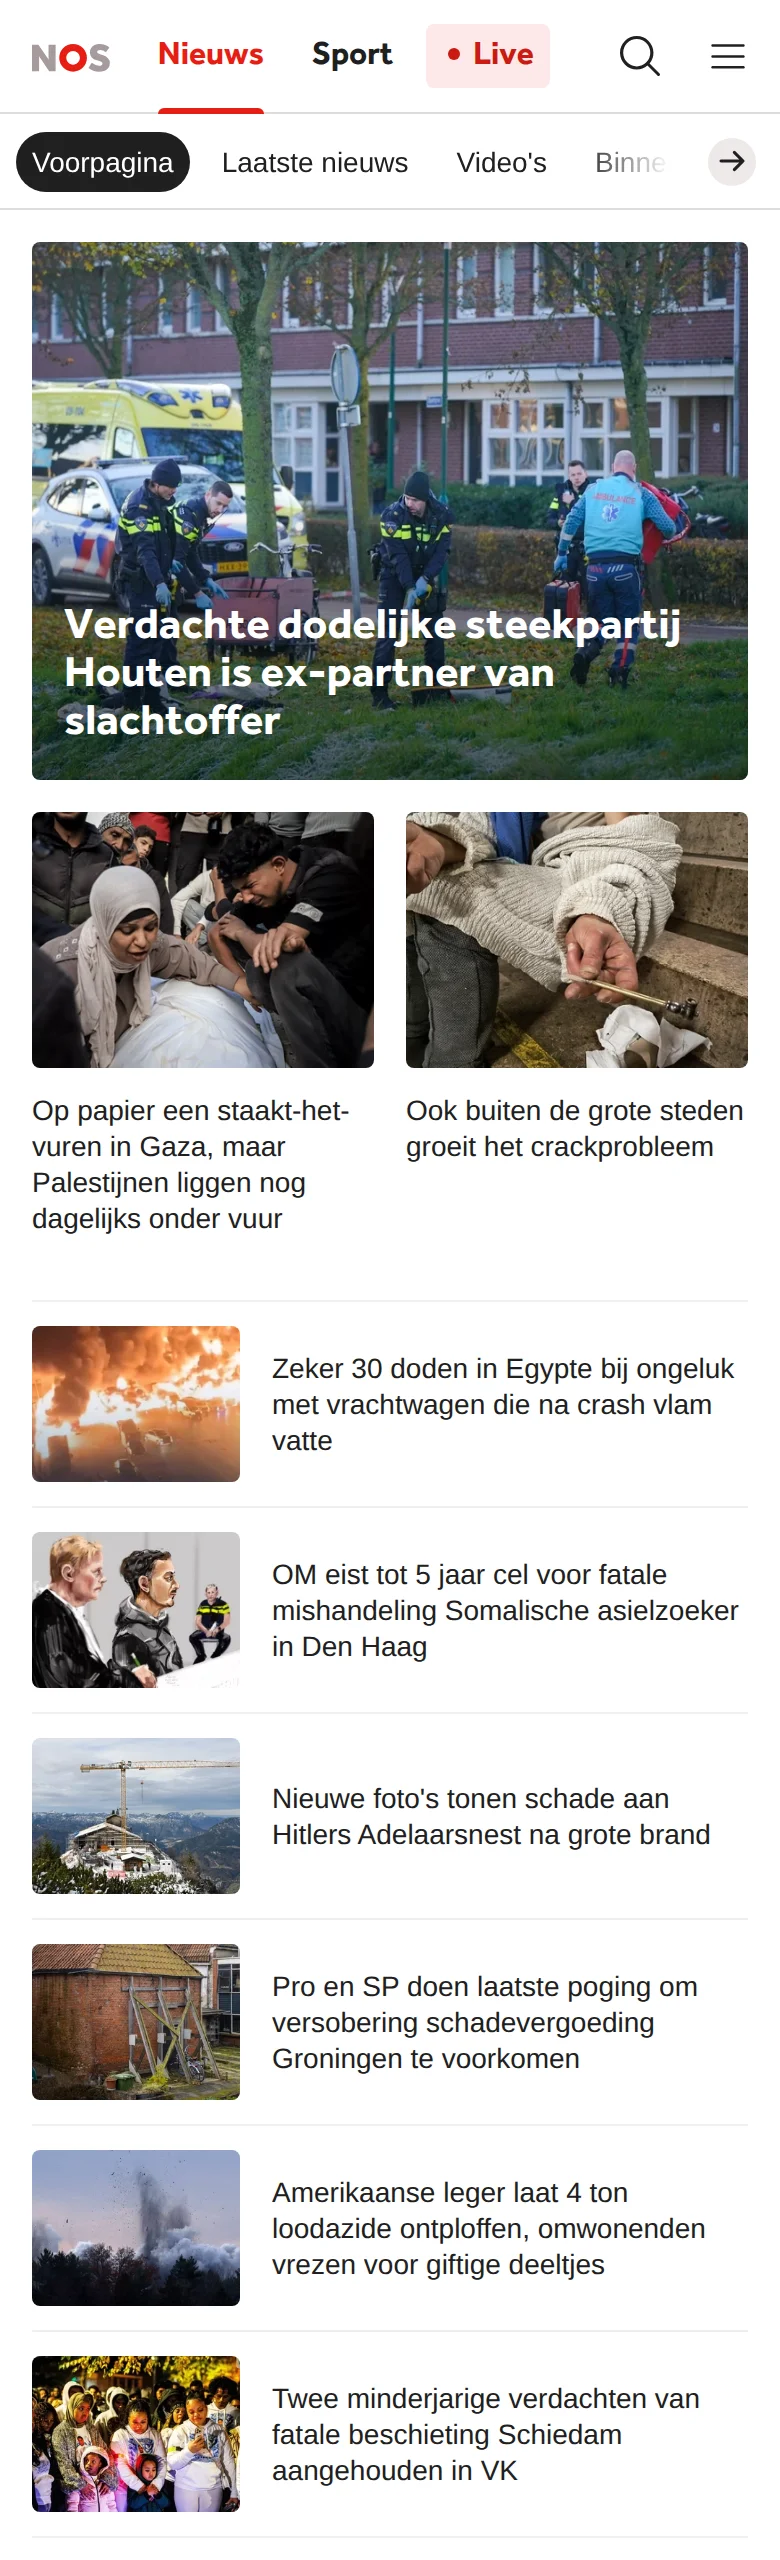 NOS Nieuws Sport Live
Voorpagina Laatste nieuws Video's Binne
AMBULANCE
Verdachte dodelijke steekpartij
Houten is ex-partner van
slachtoffer
Op papier een staakt-het-
vuren in Gaza, maar
Palestijnen liggen nog
dagelijks onder vuur
Ook buiten de grote steden
groeit het crackprobleem
Zeker 30 doden in Egypte bij ongeluk
met vrachtwagen die na crash vlam
vatte
OM eist tot 5 jaar cel voor fatale
mishandeling Somalische asielzoeker
in Den Haag
Nieuwe foto's tonen schade aan
Hitlers Adelaarsnest na grote brand
Pro en SP doen laatste poging om
versobering schadevergoeding
Groningen te voorkomen
Amerikaanse leger laat 4 ton
loodazide ontploffen, omwonenden
vrezen voor giftige deeltjes
Twee minderjarige verdachten van
fatale beschieting Schiedam
aangehouden in VK